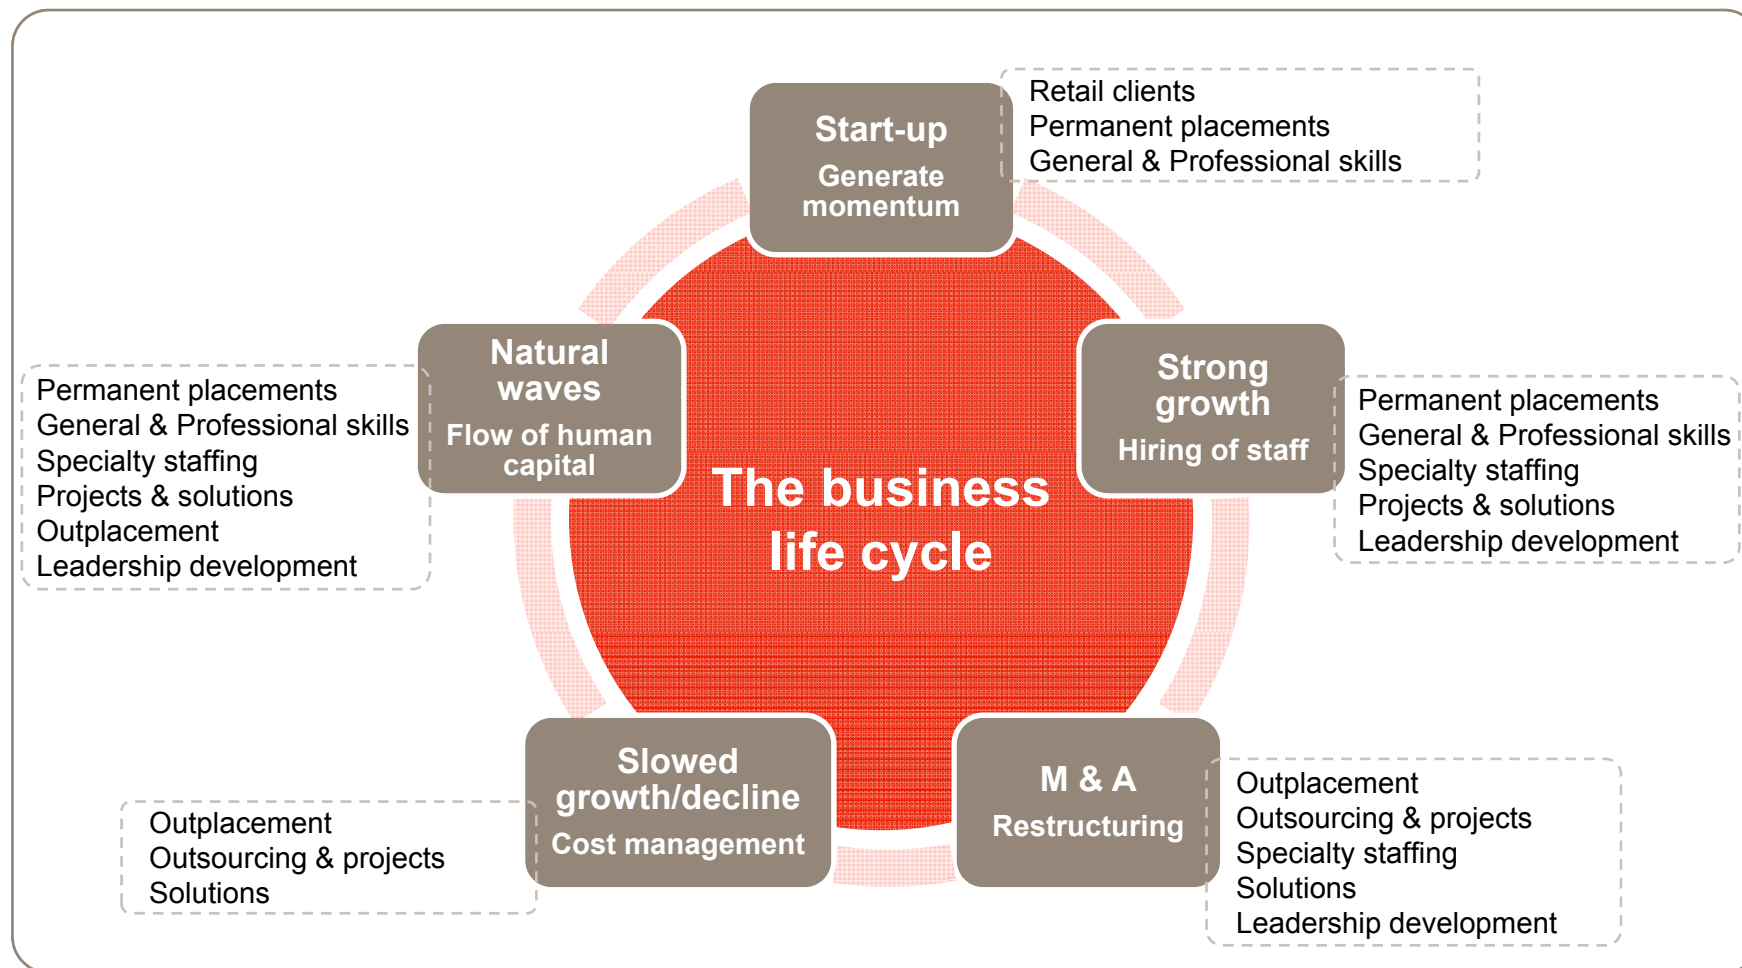 Start-up
Generate
momentum
Retail clients
Permanent placements
General & Professional skills
Strong
growth
Hiring of staff
Permanent placements
General & Professional skills
Specialty staffing
Projects & solutions
Leadership development
M & A
Restructuring
Outplacement
Outsourcing & projects
Specialty staffing
Solutions
Leadership development
Slowed
growth/decline
Cost management
Outplacement
Outsourcing & projects
Solutions
Natural
waves
Flow of human
capital
Permanent placements
General & Professional skills
Specialty staffing
Projects & solutions
Outplacement
Leadership development
The business
life cycle